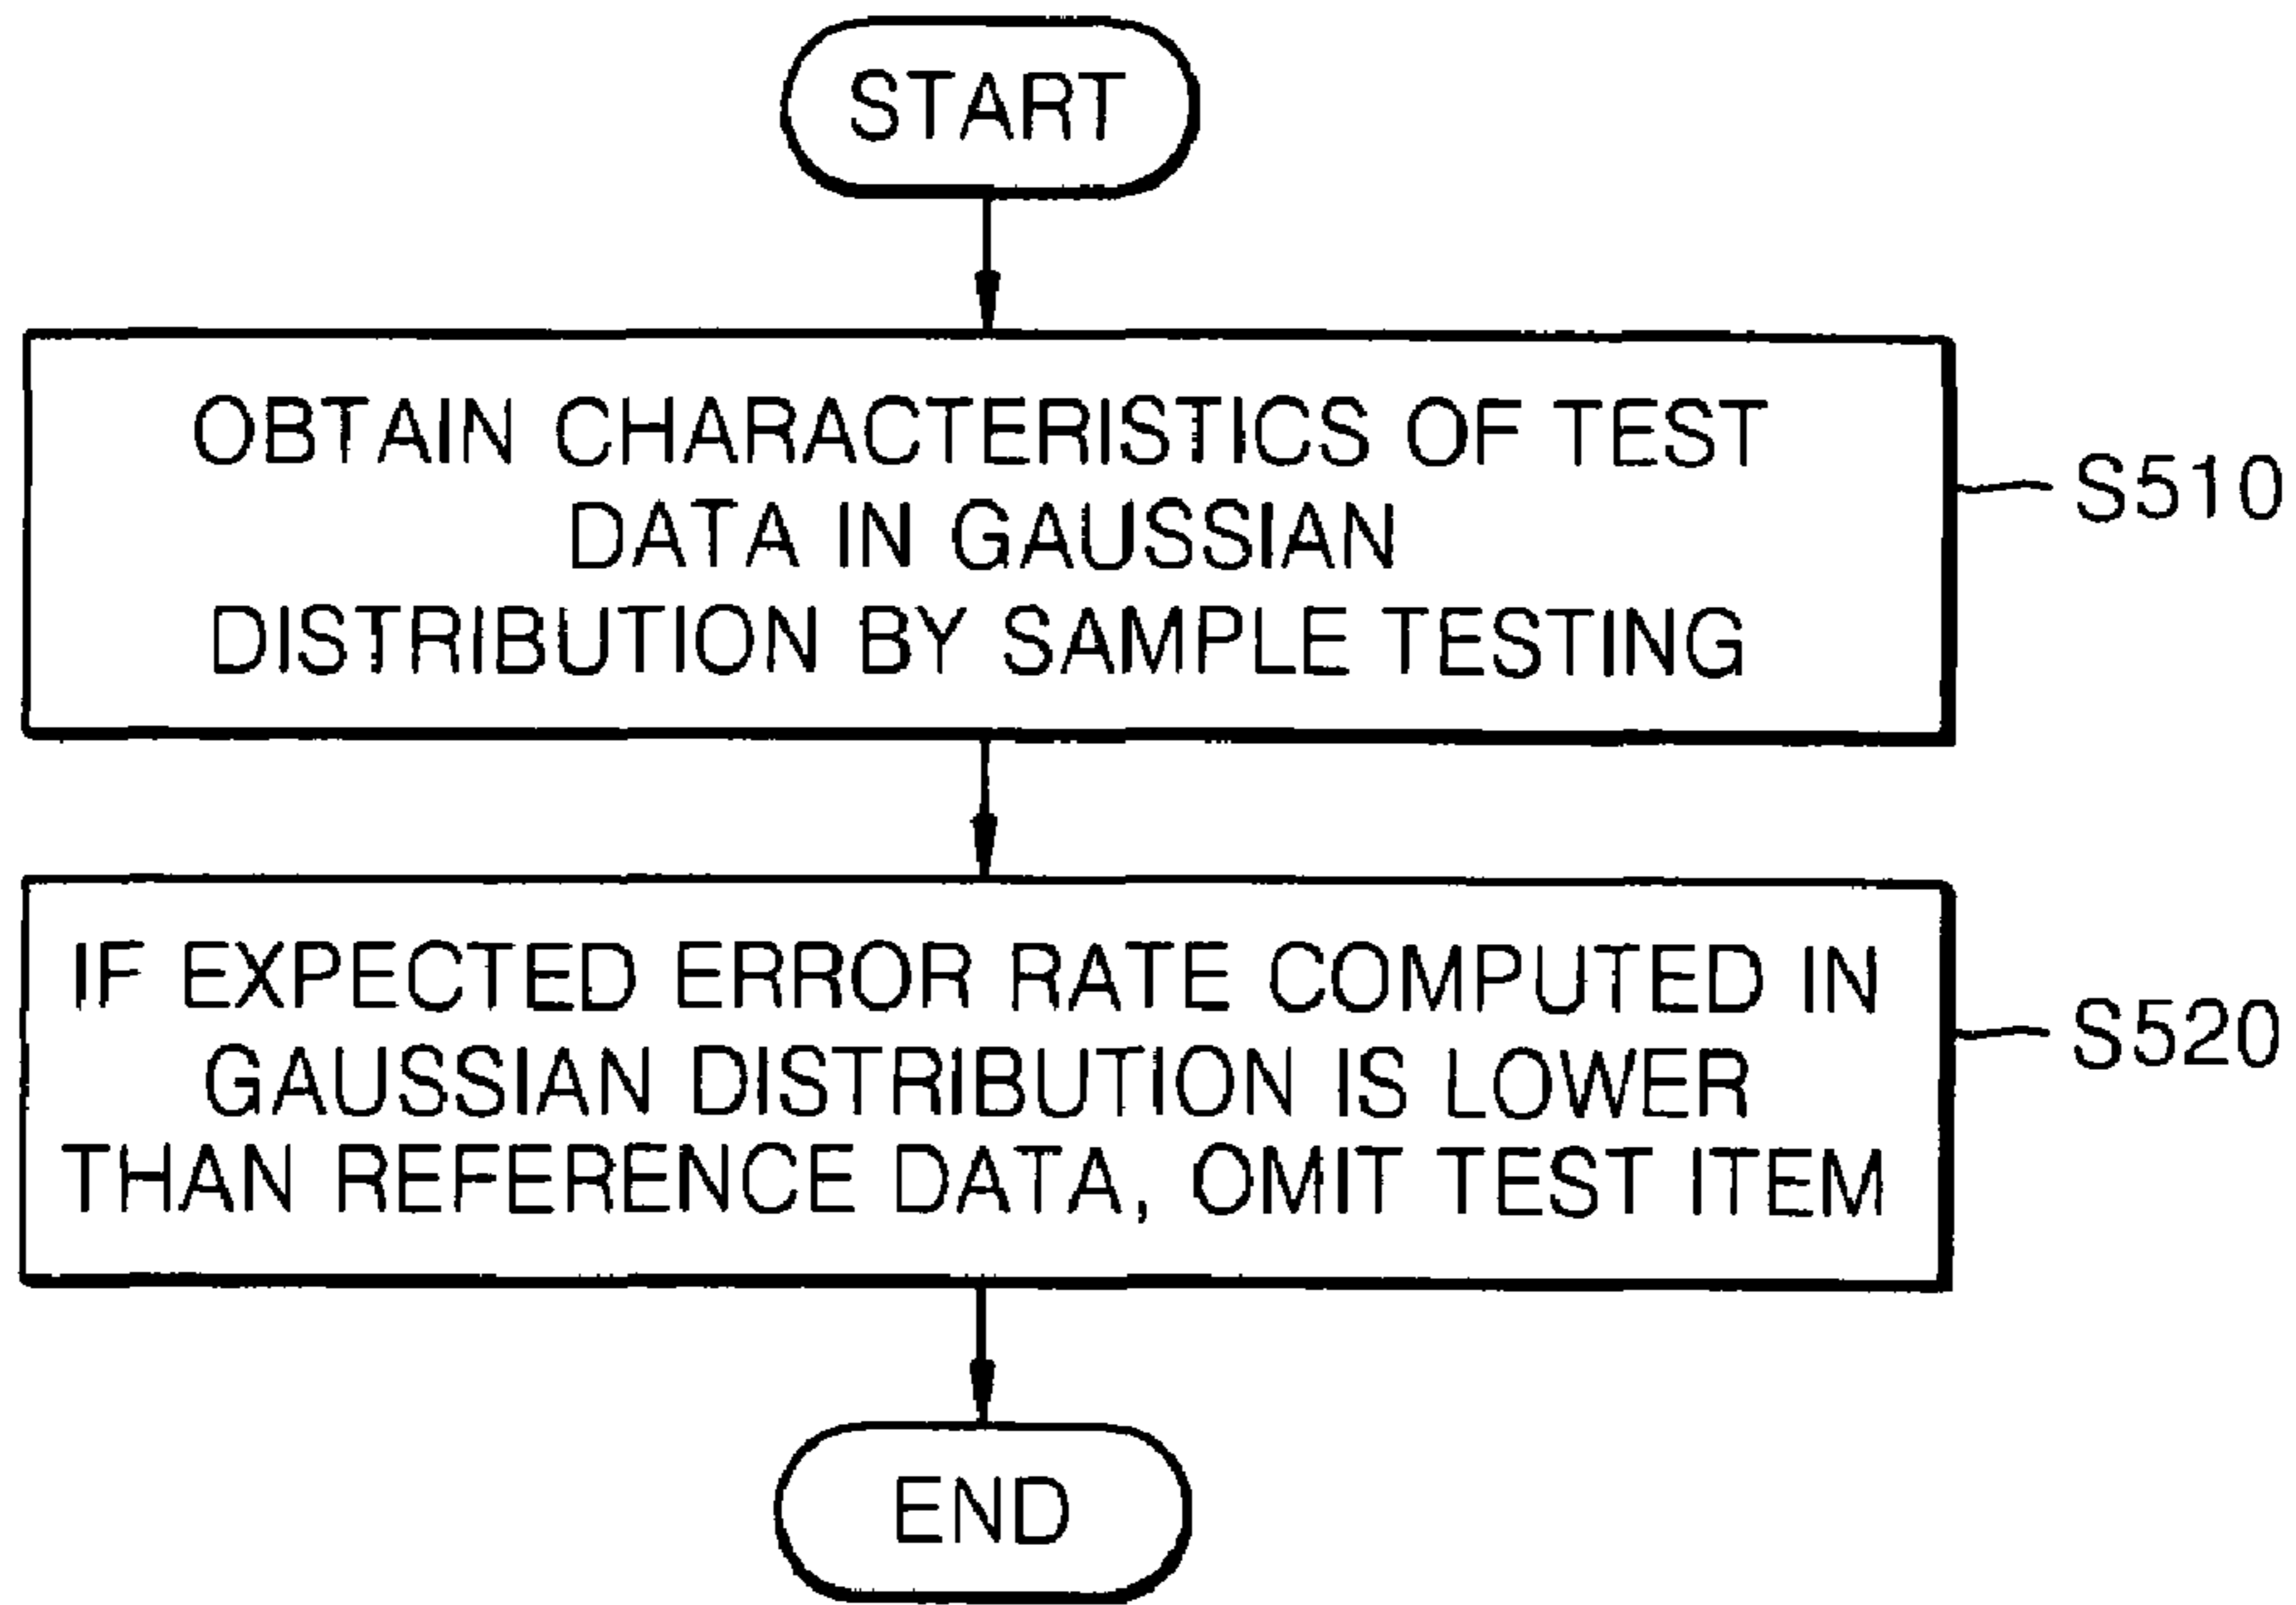 START
OBTAIN CHARACTERISTICS OF TEST
DATA IN GAUSSIAN
DISTRIBUTION BY SAMPLE TESTING
S510
IF EXPECTED ERROR RATE COMPUTED IN
GAUSSIAN DISTRIBUTION IS LOWER
THAN REFERENCE DATA, OMIT TEST ITEM
S520
END